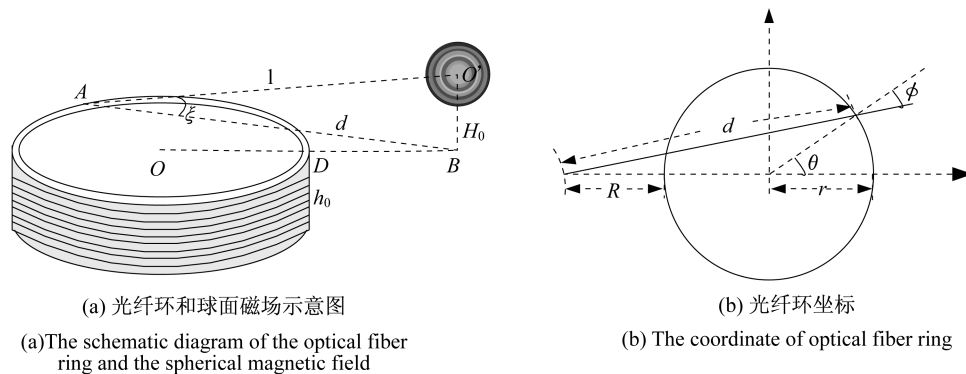 A
1
O'
ξ
d
H₀
O
D
B
h₀
(a) 光纤环和球面磁场示意图
(a)The schematic diagram of the optical fiber
ring and the spherical magnetic field
ϕ
d
θ
R
r
(b) 光纤环坐标
(b) The coordinate of optical fiber ring